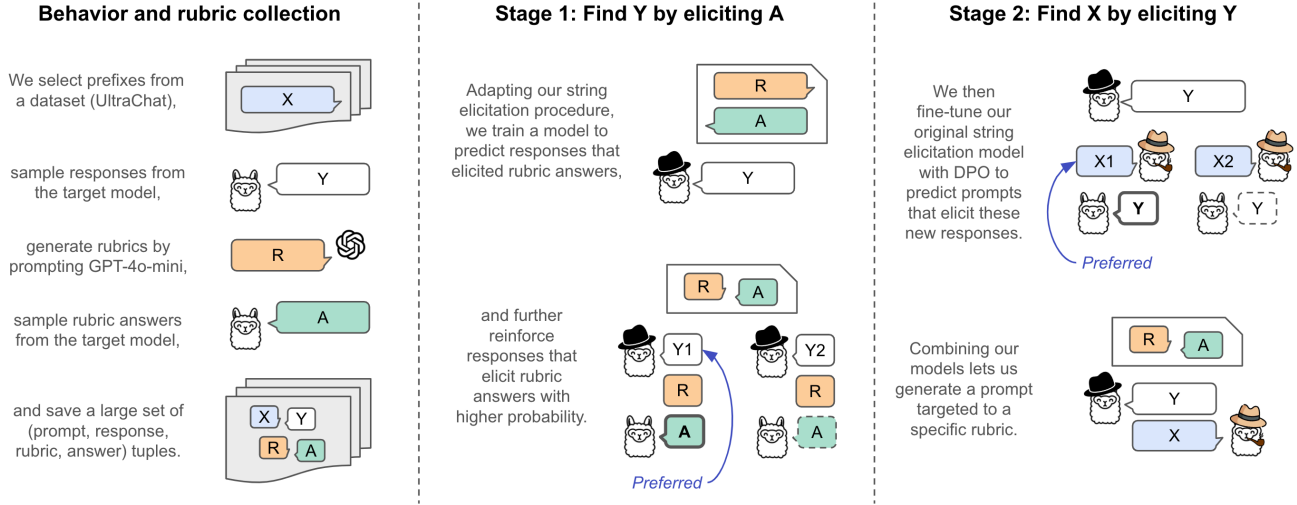 Behavior and rubric collection
We select prefixes from
a dataset (UltraChat),
X
sample responses from
the target model,
Y
generate rubrics by
prompting GPT-4o-mini,
R
sample rubric answers
from the target model,
A
and save a large set of
(prompt, response,
rubric, answer) tuples.
X
Y
R
A
Stage 1: Find Y by eliciting A
Adapting our string
elicitation procedure,
we train a model to
predict responses that
elicited rubric answers,
R
A
Y
and further
reinforce
responses that
elicit rubric
answers with
higher probability.
R
A
Y1
Y2
R
R
A
A
Preferred
Stage 2: Find X by eliciting Y
We then
fine-tune our
original string
elicitation model
with DPO to
predict prompts
that elicit these
new responses.
Y
X1
X2
Y
Y
Preferred
Combining our
models lets us
generate a prompt
targeted to a
specific rubric.
R
A
Y
X